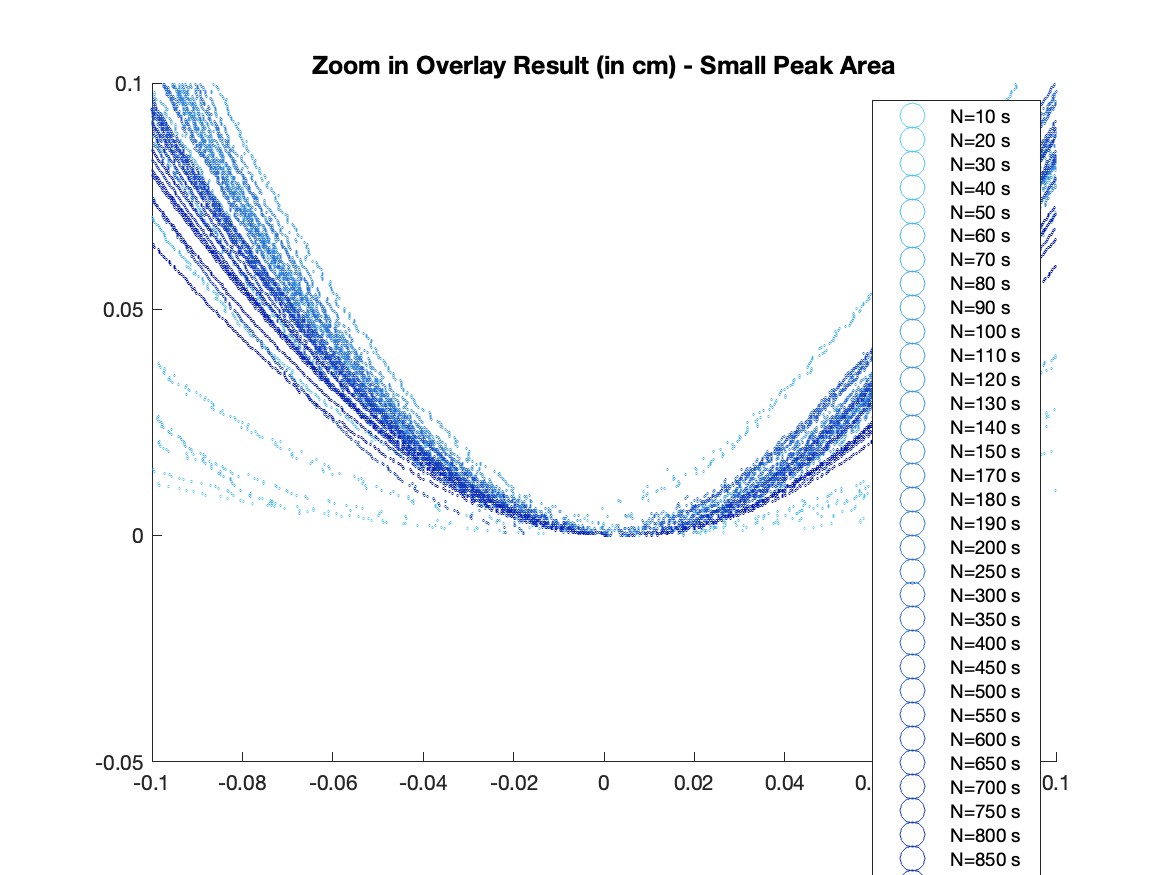 Zoom in Overlay Result (in cm) - Small Peak Area
0.1
0.05
0
-0.05
-0.1
-0.08
-0.06
-0.04
-0.02
0
0.02
0.04
0.
0.1
N=10 s
N=20 s
N=30 s
N=40 s
N=50 s
N=60 s
N=70 s
N=80 s
N=90 s
N=100 s
N=110 s
N=120 s
N=130 s
N=140 s
N=150 s
N=170 s
N=180 s
N=190 s
N=200 s
N=250 s
N=300 s
N=350 s
N=400 s
N=450 s
N=500 s
N=550 s
N=600 s
N=650 s
N=700 s
N=750 s
N=800 s
N=850 s